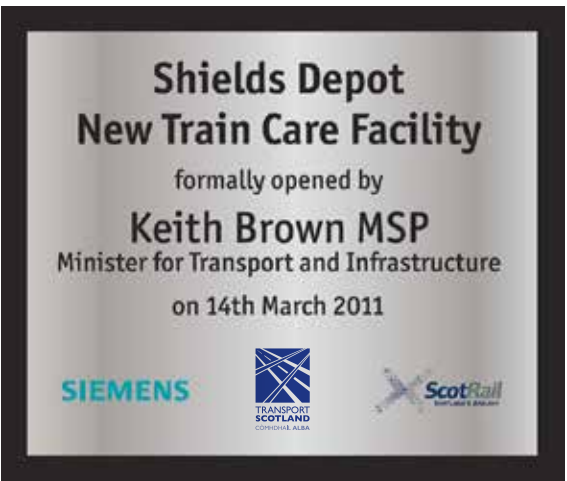 Shields Depot
New Train Care Facility
formally opened by
Keith Brown MSP
Minister for Transport and Infrastructure
on 14th March 2011
SIEMENS
TRANSPORT
SCOTLAND
COMHDHAIL ALBA
ScotRail